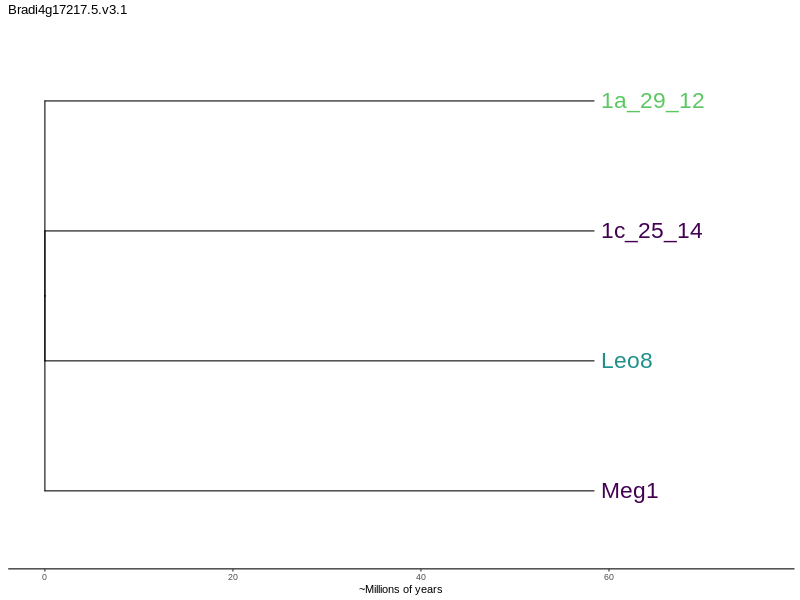 Bradi4g17217.5.v3.1
1a_29_12
1c_25_14
Leo8
Meg1
0 20 40 60
~Millions of years